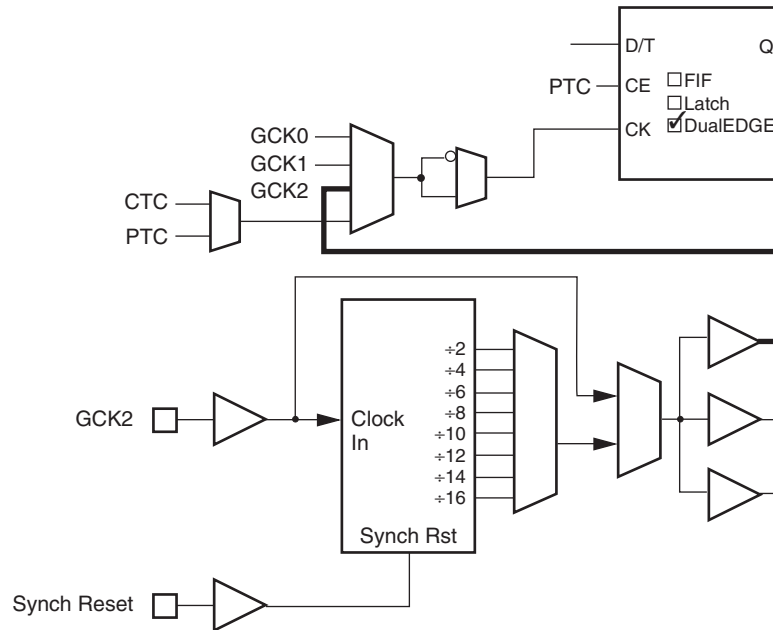 D/T
Q
PTC
CE
FIF
Latch
CK
DualEDGE
GCK0
GCK1
GCK2
CTC
PTC
÷2
÷4
÷6
÷8
÷10
÷12
÷14
÷16
GCK2
Clock
In
Synch Rst
Synch Reset